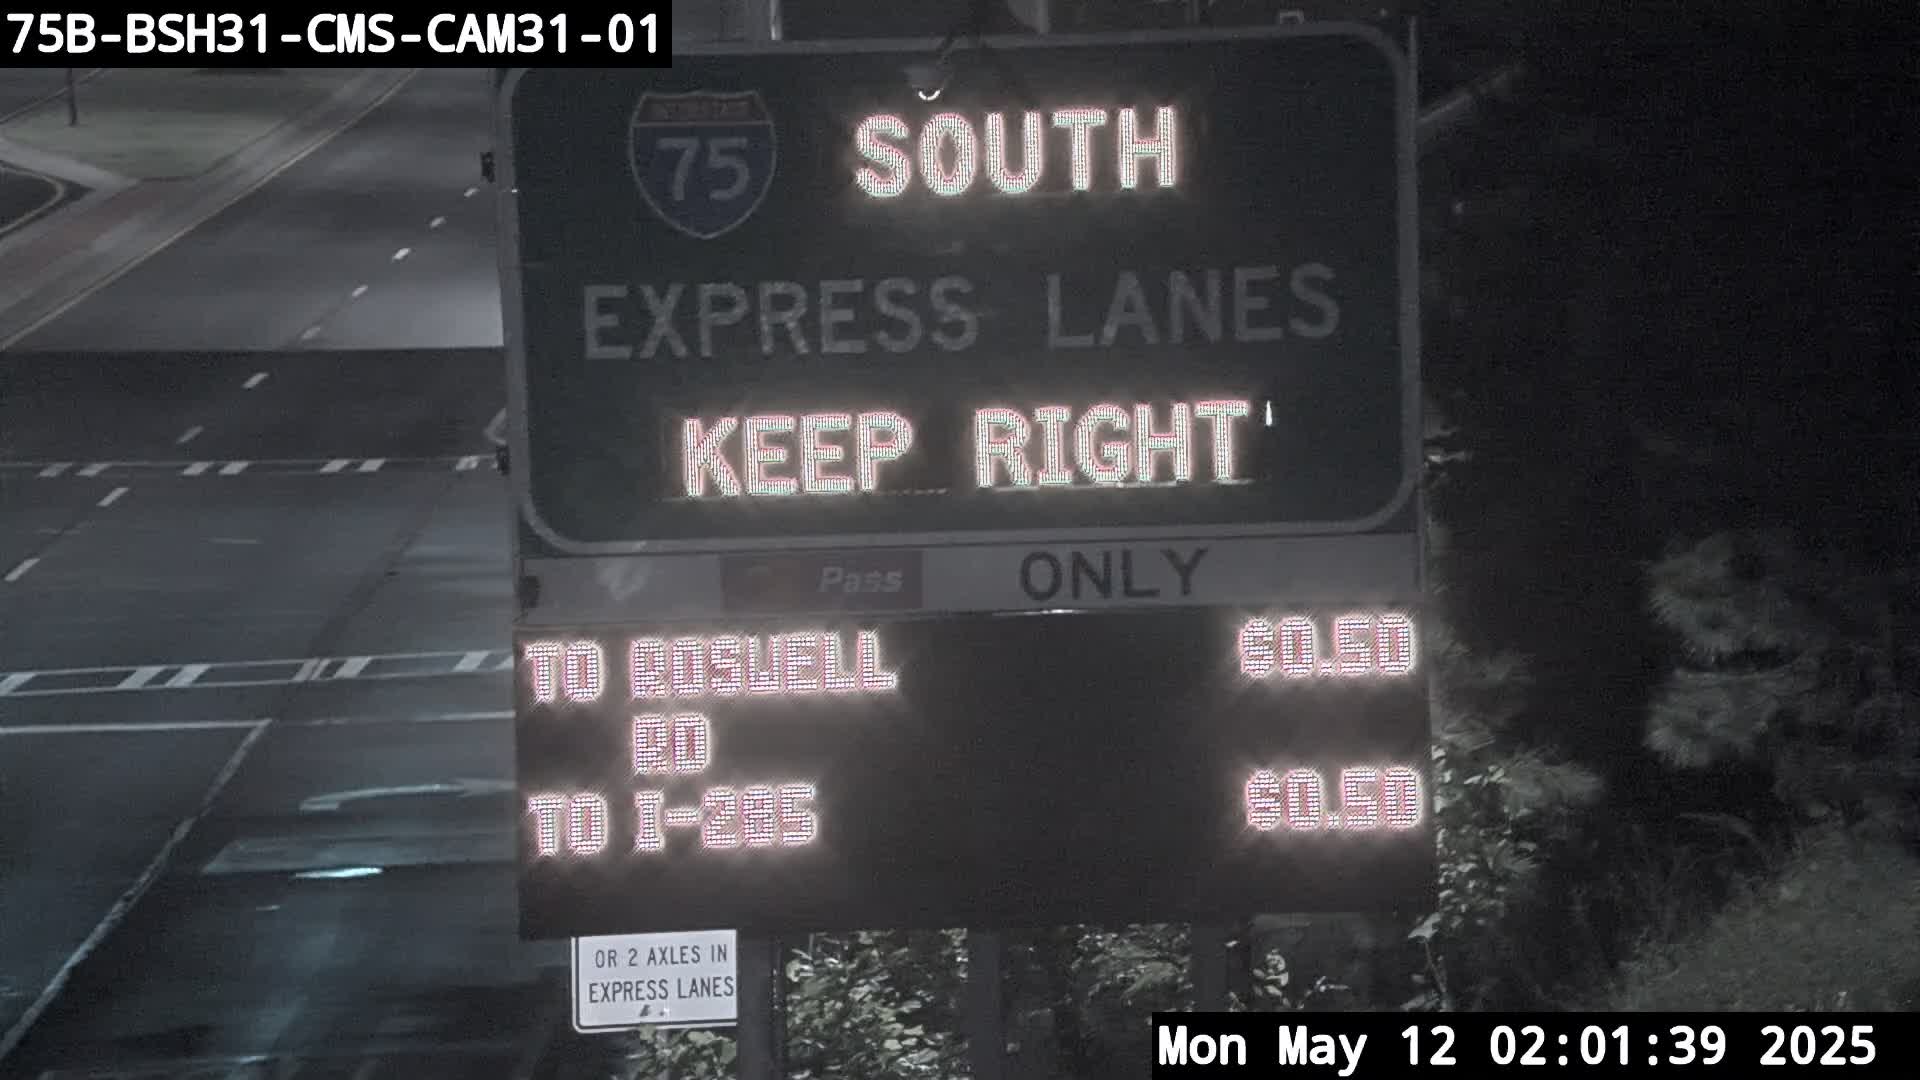 75B-BSH31-CMS-CAM31-01
INTERSTATE
75
SOUTH
EXPRESS LANES
KEEP RIGHT
Pass ONLY
TO ROSWELL $0.50
RD
TO I-285 $0.50
OR 2 AXLES IN
EXPRESS LANES
Mon May 12 02:01:39 2025